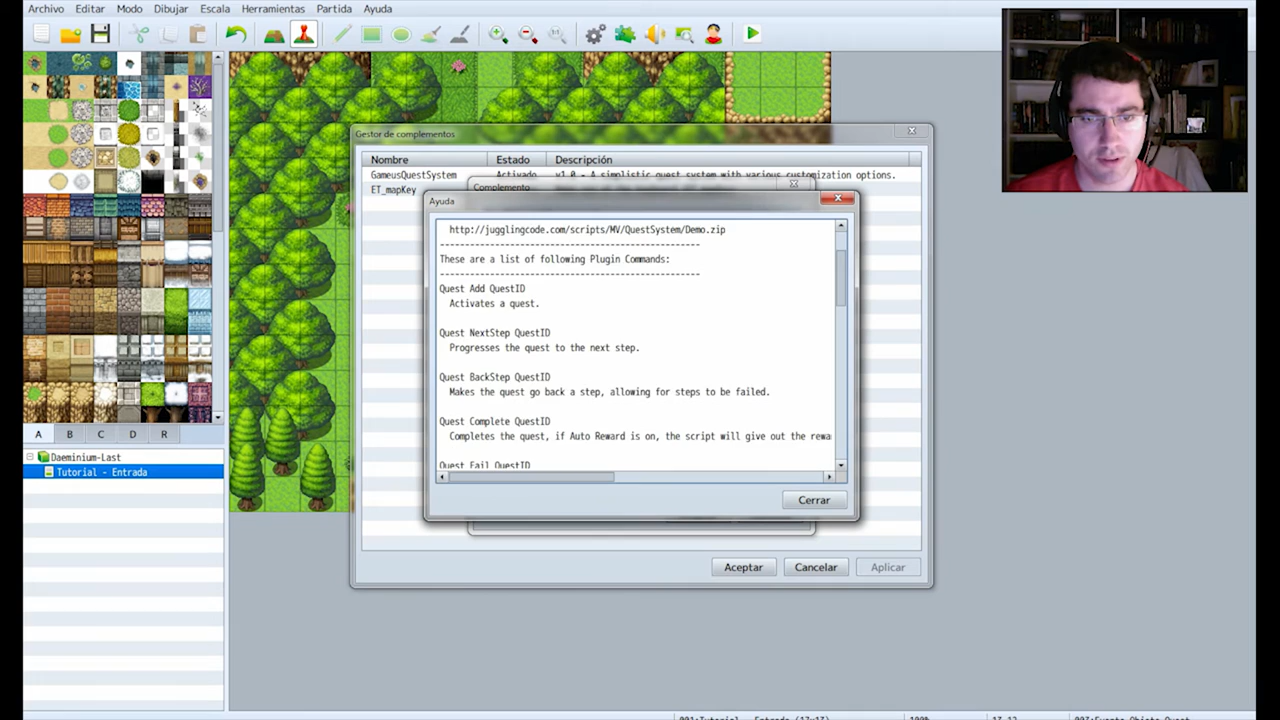 Archivo Editar Modo Dibujar Escala Herramientas Partida Ayuda
Gestor de complementos
Nombre Estado Descripción
GameusQuestSystem Activado v1.0 - A simplistic quest system with various customization options.
ET_mapKey
Complemento
Ayuda
http://jugglingcode.com/scripts/MV/QuestSystem/Demo.zip
----------------------------------------------------
These are a list of following Plugin Commands:
----------------------------------------------------
Quest Add QuestID
Activates a quest.
Quest NextStep QuestID
Progresses the quest to the next step.
Quest BackStep QuestID
Makes the quest go back a step, allowing for steps to be failed.
Quest Complete QuestID
Completes the quest, if Auto Reward is on, the script will give out the rewa
Quest Fail QuestID
Cerrar
Aceptar Cancelar Aplicar
A B C D R
Daeminium-Last
Tutorial - Entrada